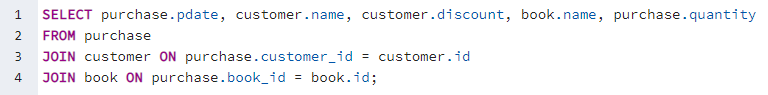 1 SELECT purchase.pdate, customer.name, customer.discount, book.name, purchase.quantity
2 FROM purchase
3 JOIN customer ON purchase.customer_id = customer.id
4 JOIN book ON purchase.book_id = book.id;